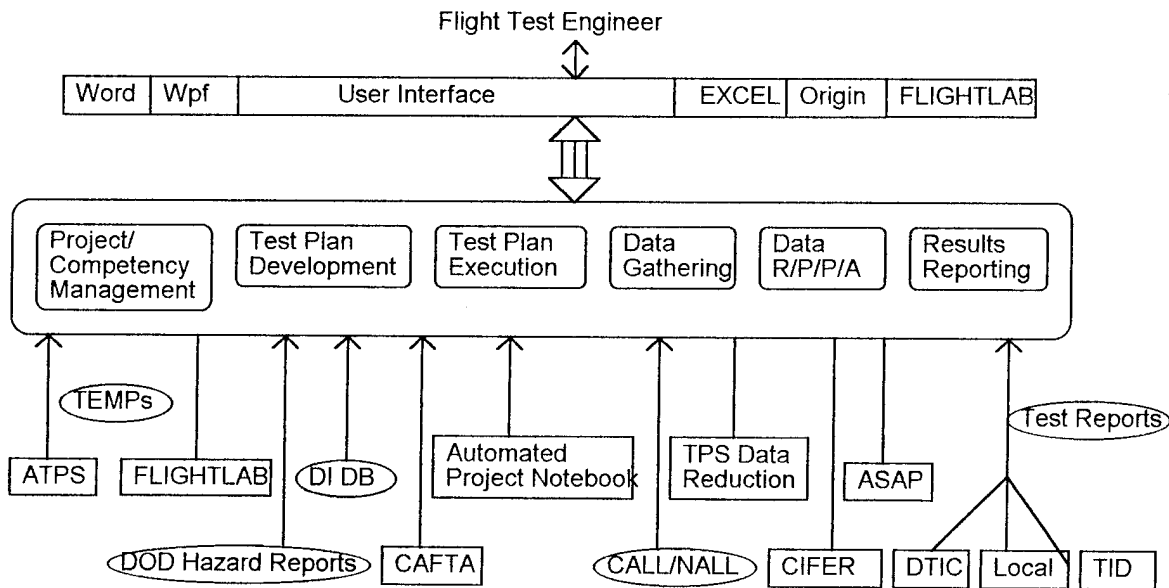 Flight Test Engineer
Word Wpf User Interface EXCEL Origin FLIGHTLAB
Project/
Competency
Management
Test Plan
Development
Test Plan
Execution
Data
Gathering
Data
R/P/P/A
Results
Reporting
TEMPs
Test Reports
ATPS
FLIGHTLAB
DI DB
Automated
Project Notebook
TPS Data
Reduction
ASAP
DOD Hazard Reports
CAFTA
CALL/NALL
CIFER
DTIC
Local
TID